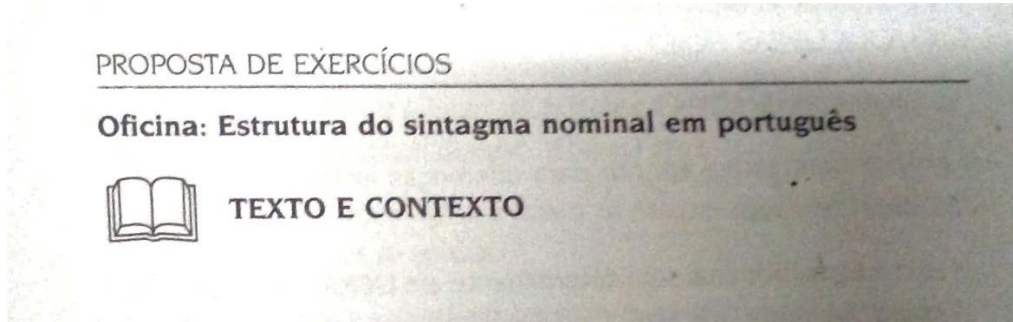 PROPOSTA DE EXERCÍCIOS
Oficina: Estrutura do sintagma nominal em português
TEXTO E CONTEXTO